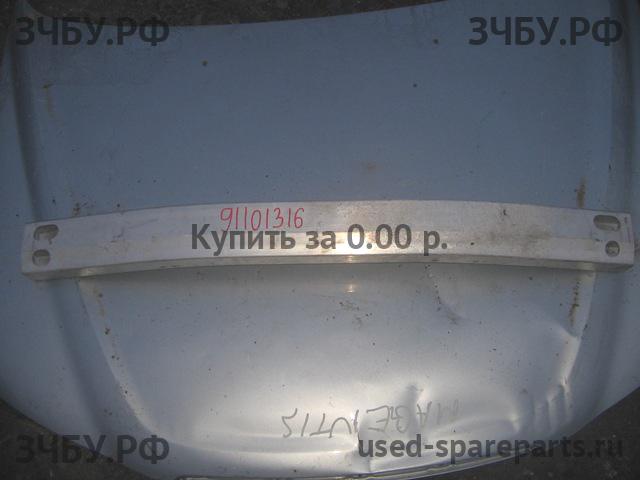 ЗЧБУ.РФ ЗЧБУ.РФ
91101316
Купить за 0.00 р.
ЗЧБУ.РФ used-spareparts.ru